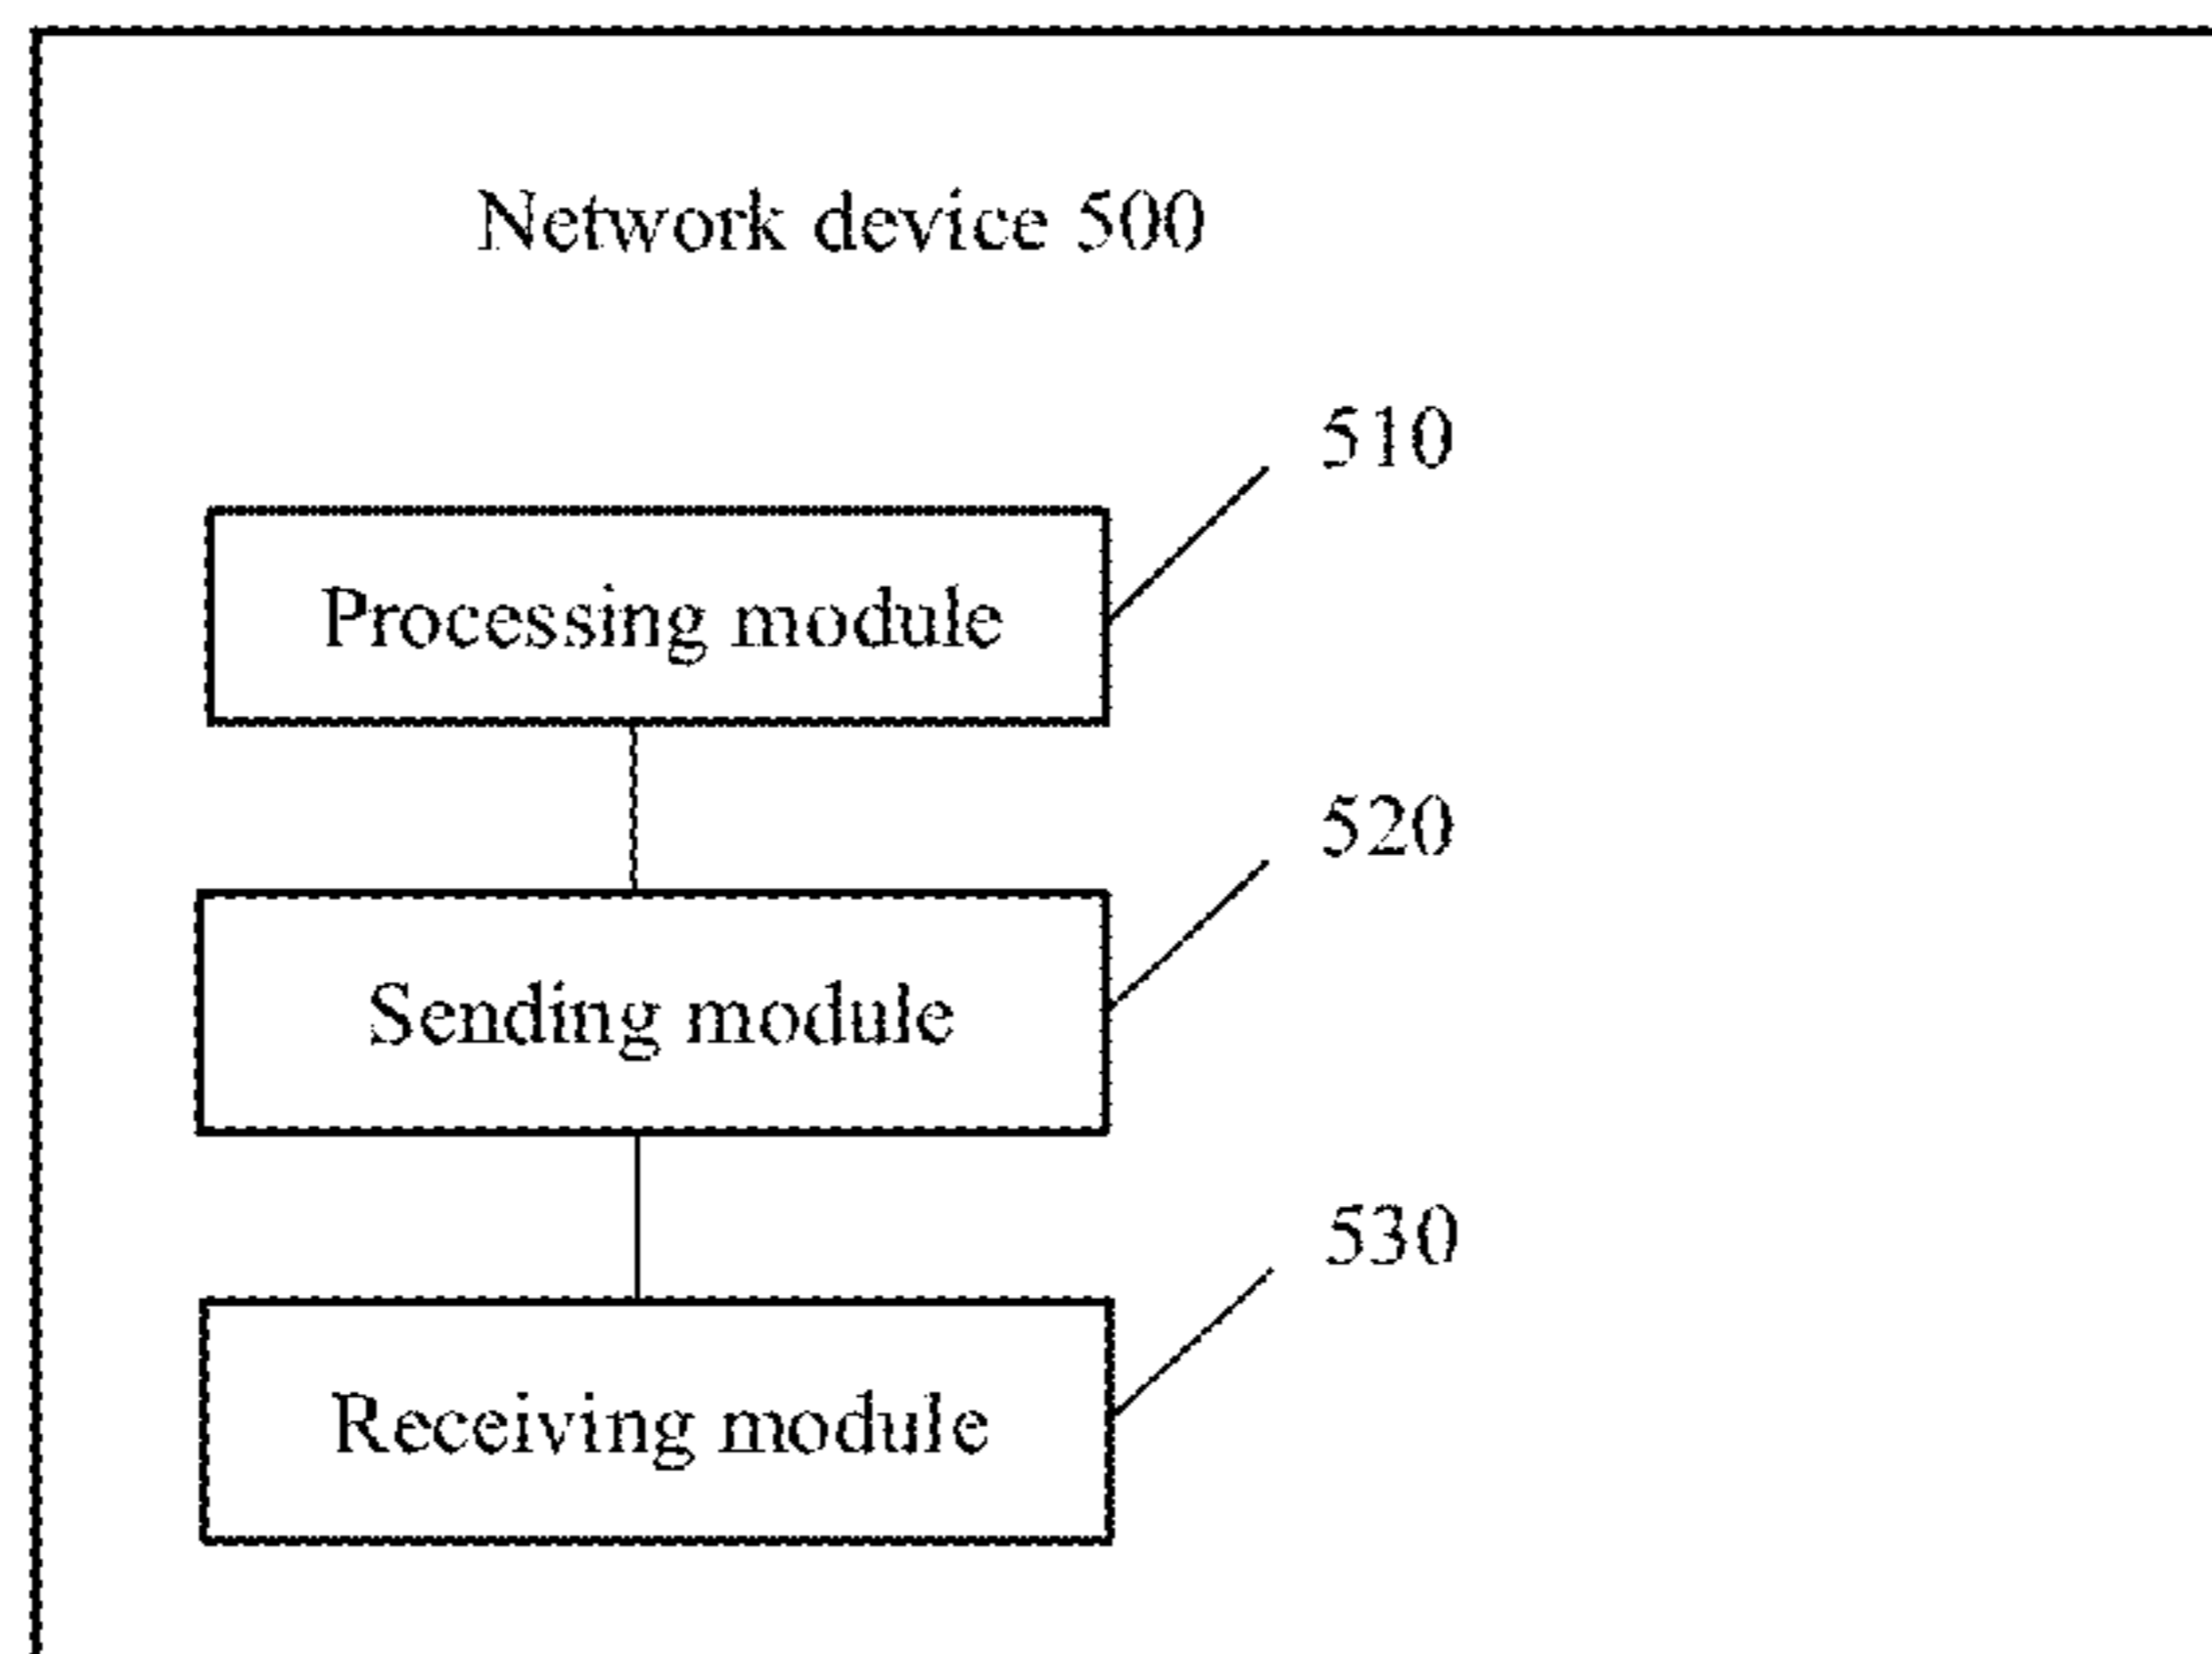 Network device 500
510
Processing module
520
Sending module
530
Receiving module